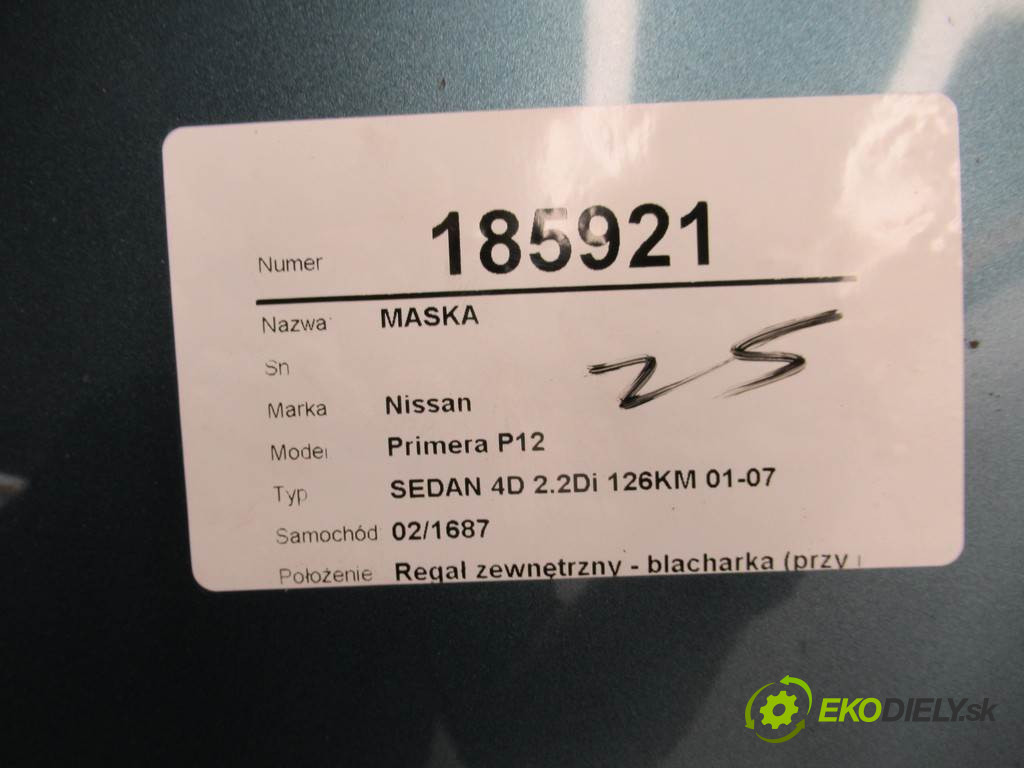 Numer 185921
Nazwa MASKA
Sn
25
Marka Nissan
Model Primera P12
Typ SEDAN 4D 2.2Di 126KM 01-07
Samochód 02/1687
Położenie Regał zewnętrzny - blacharka (przy
EKODIELY.sk